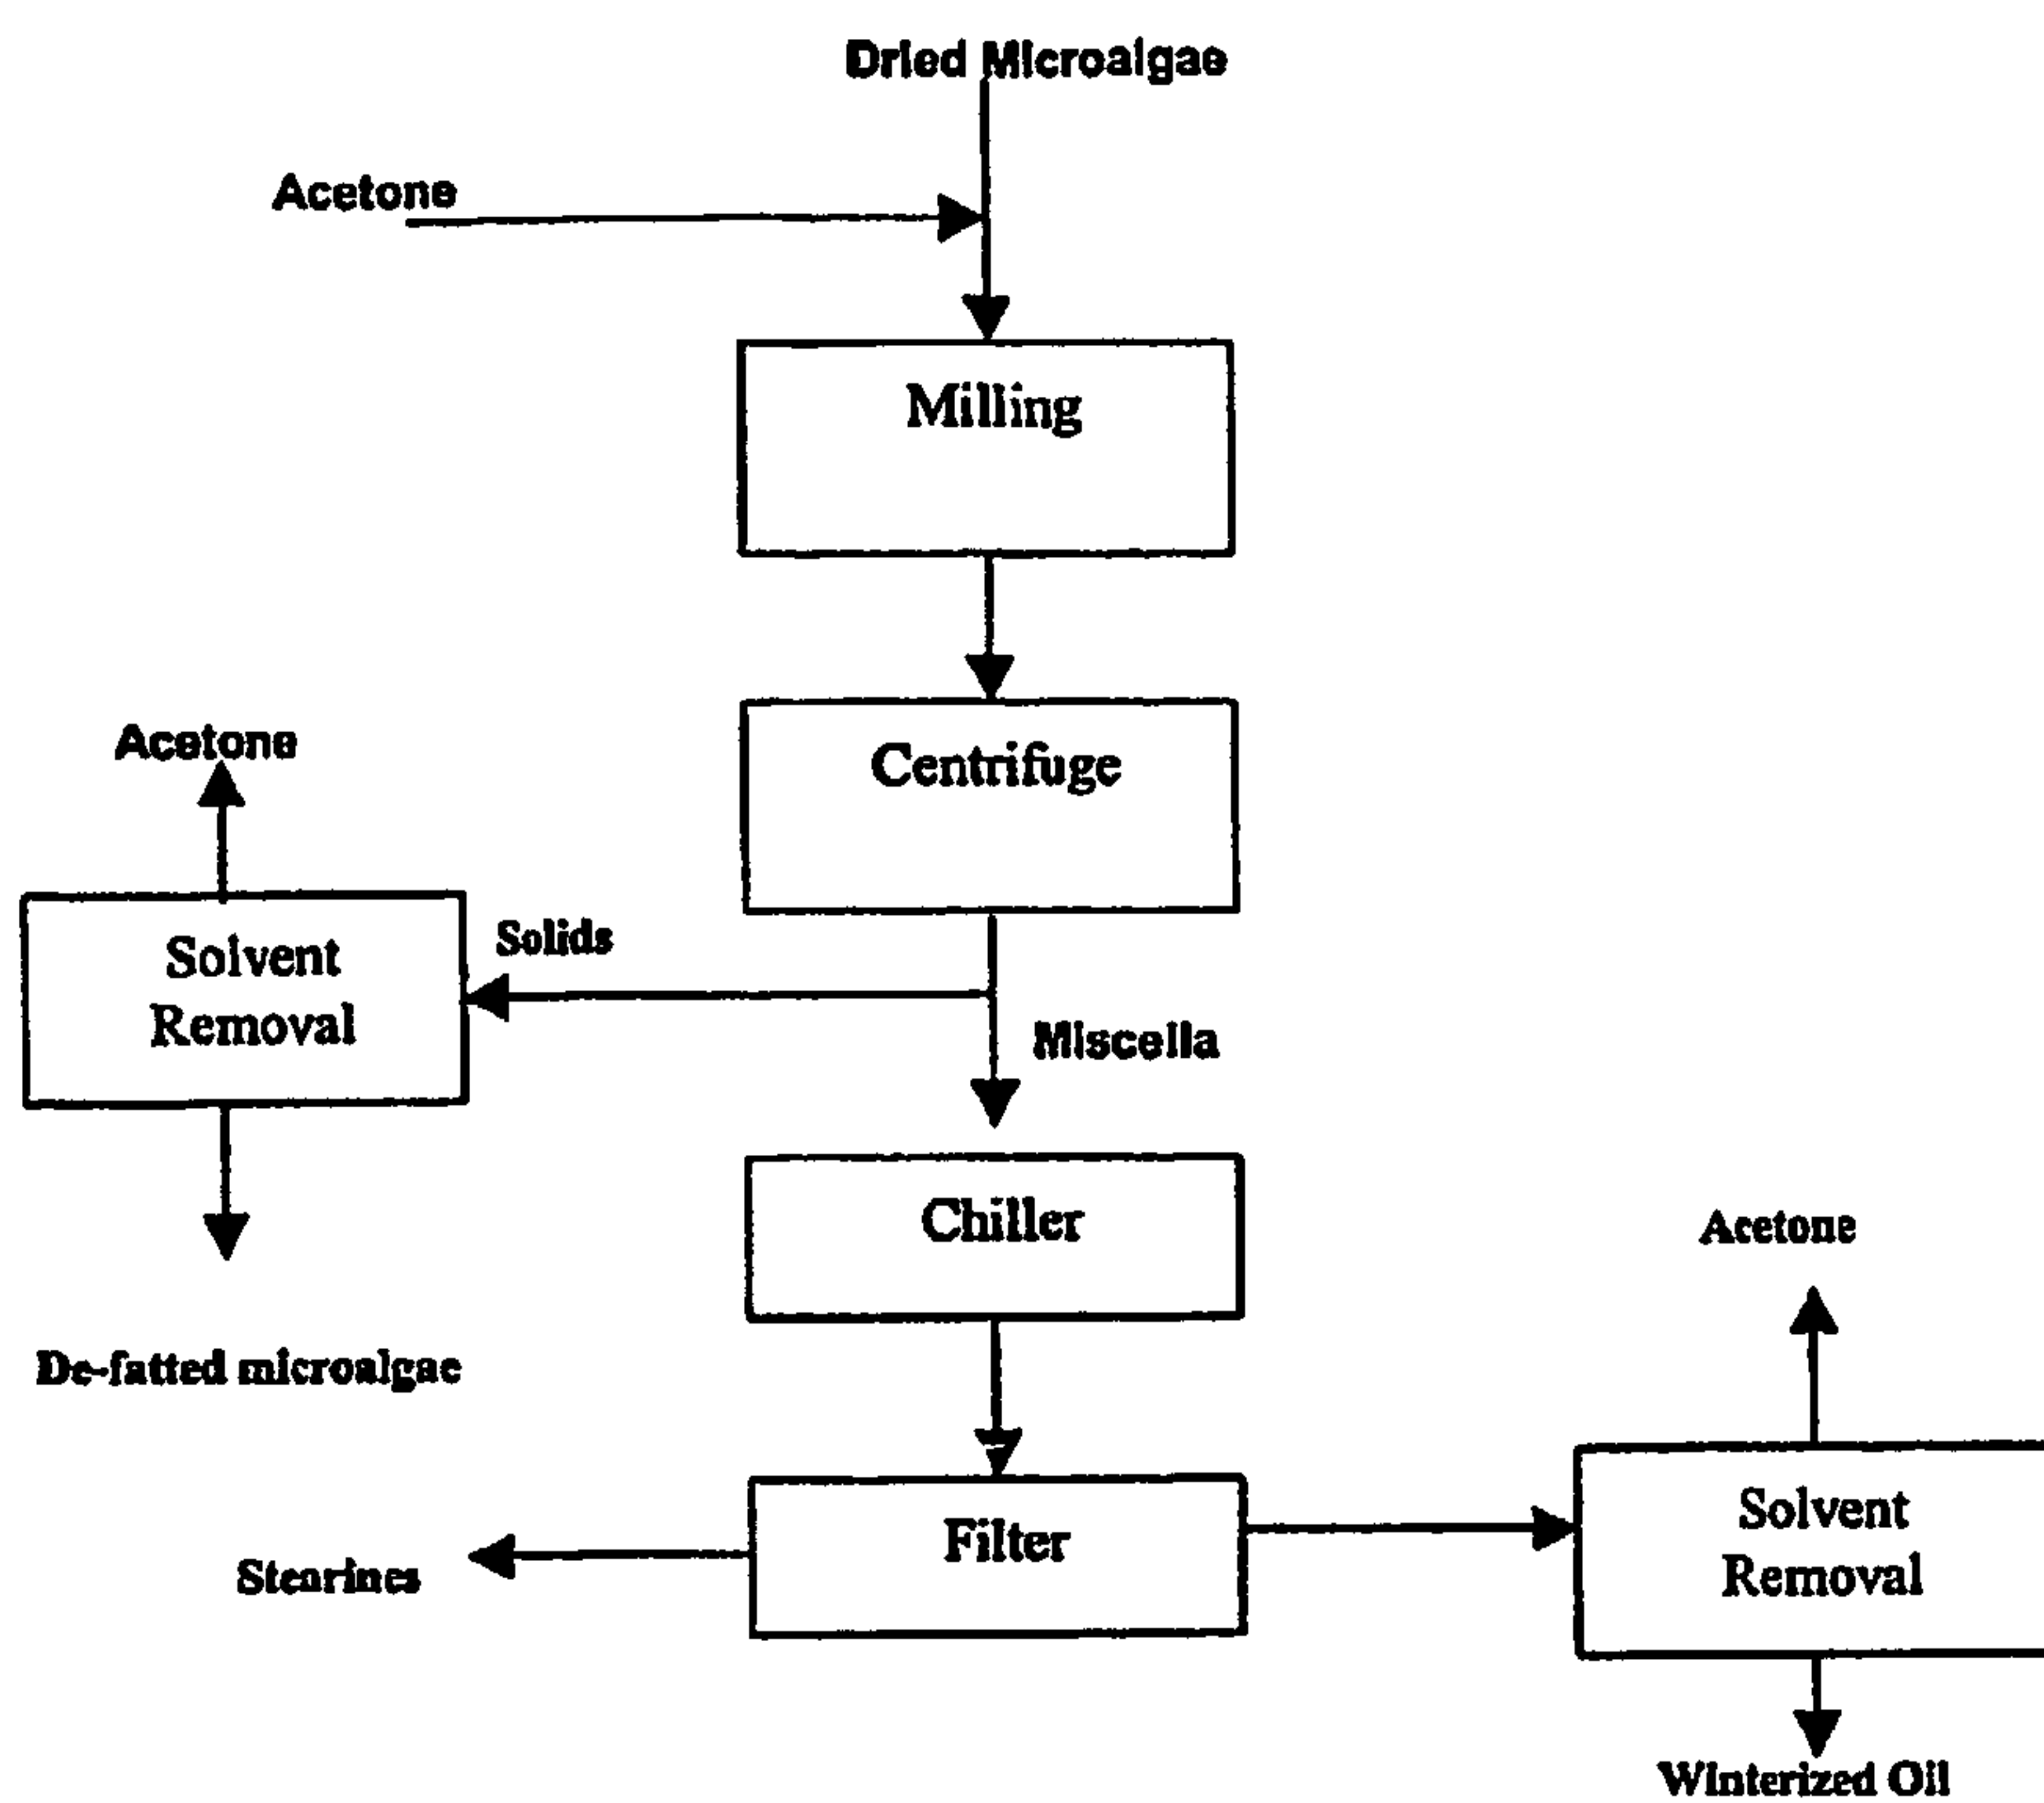 Dried Microalgae
Acetone
Milling
Centrifuge
Acetone
Solvent
Removal
Solids
Miscella
Chiller
Acetone
De-fatted microalgae
Filter
Solvent
Removal
Stearines
Winterized Oil